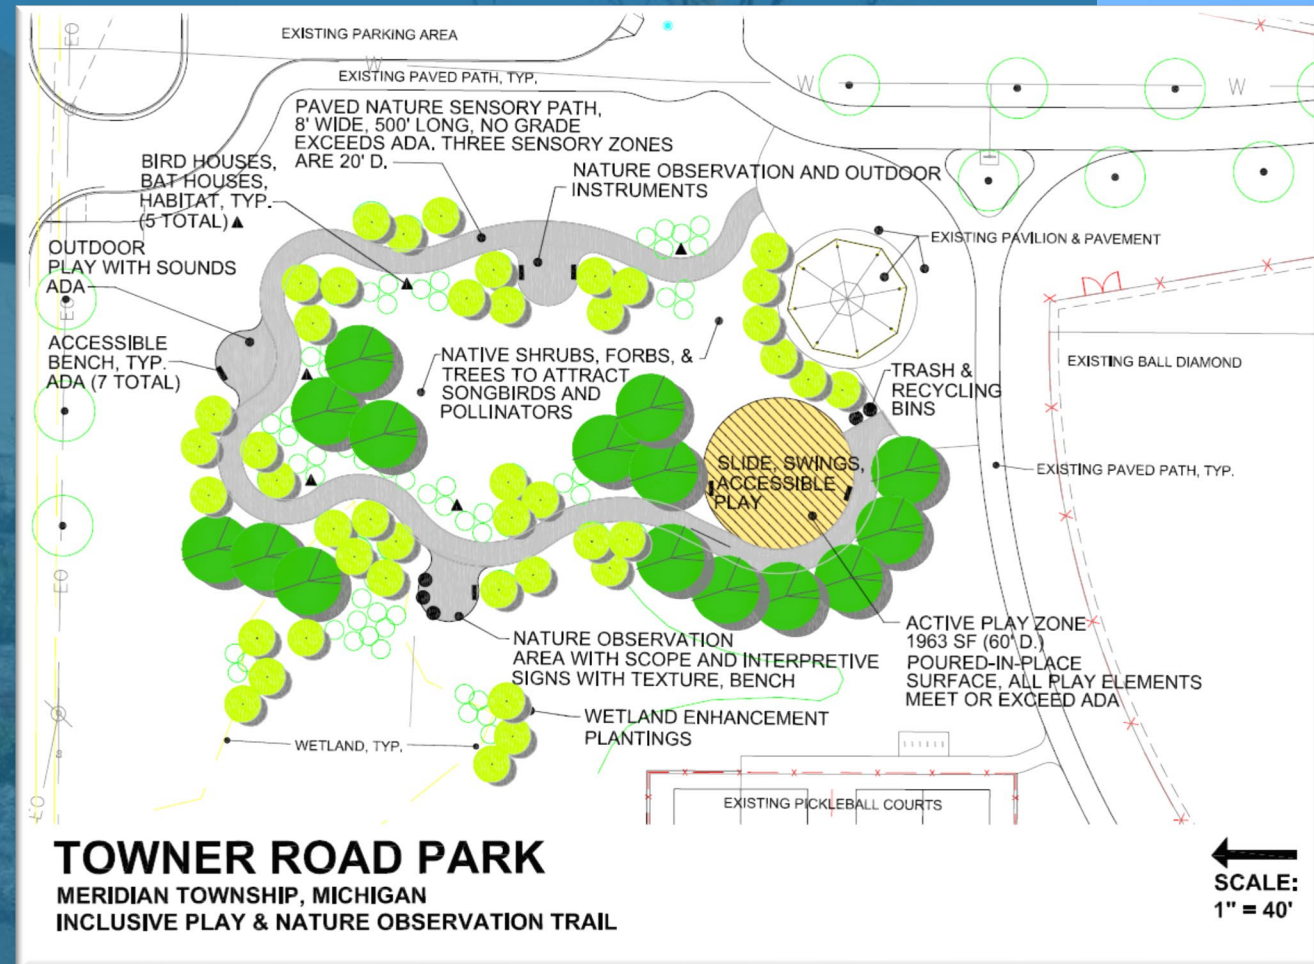 EXISTING PARKING AREA
EO
W
EXISTING PAVED PATH, TYP.
W
W
PAVED NATURE SENSORY PATH,
8' WIDE, 500' LONG, NO GRADE
EXCEEDS ADA. THREE SENSORY ZONES
ARE 20' D.
BIRD HOUSES,
BAT HOUSES,
HABITAT, TYP.
(5 TOTAL)
NATURE OBSERVATION AND OUTDOOR
INSTRUMENTS
EXISTING PAVILION & PAVEMENT
OUTDOOR
PLAY WITH SOUNDS
ADA
EO
ACCESSIBLE
BENCH, TYP.
ADA (7 TOTAL)
NATIVE SHRUBS, FORBS, &
TREES TO ATTRACT
SONGBIRDS AND
POLLINATORS
TRASH &
RECYCLING
BINS
EXISTING BALL DIAMOND
SLIDE, SWINGS,
ACCESSIBLE
PLAY
EXISTING PAVED PATH, TYP.
EO
NATURE OBSERVATION
AREA WITH SCOPE AND INTERPRETIVE
SIGNS WITH TEXTURE, BENCH
ACTIVE PLAY ZONE
1963 SF (60' D.)
POURED-IN-PLACE
SURFACE, ALL PLAY ELEMENTS
MEET OR EXCEED ADA
WETLAND ENHANCEMENT
PLANTINGS
WETLAND, TYP.
EO
EXISTING PICKLEBALL COURTS
TOWNER ROAD PARK
MERIDIAN TOWNSHIP, MICHIGAN
INCLUSIVE PLAY & NATURE OBSERVATION TRAIL
SCALE:
1" = 40'